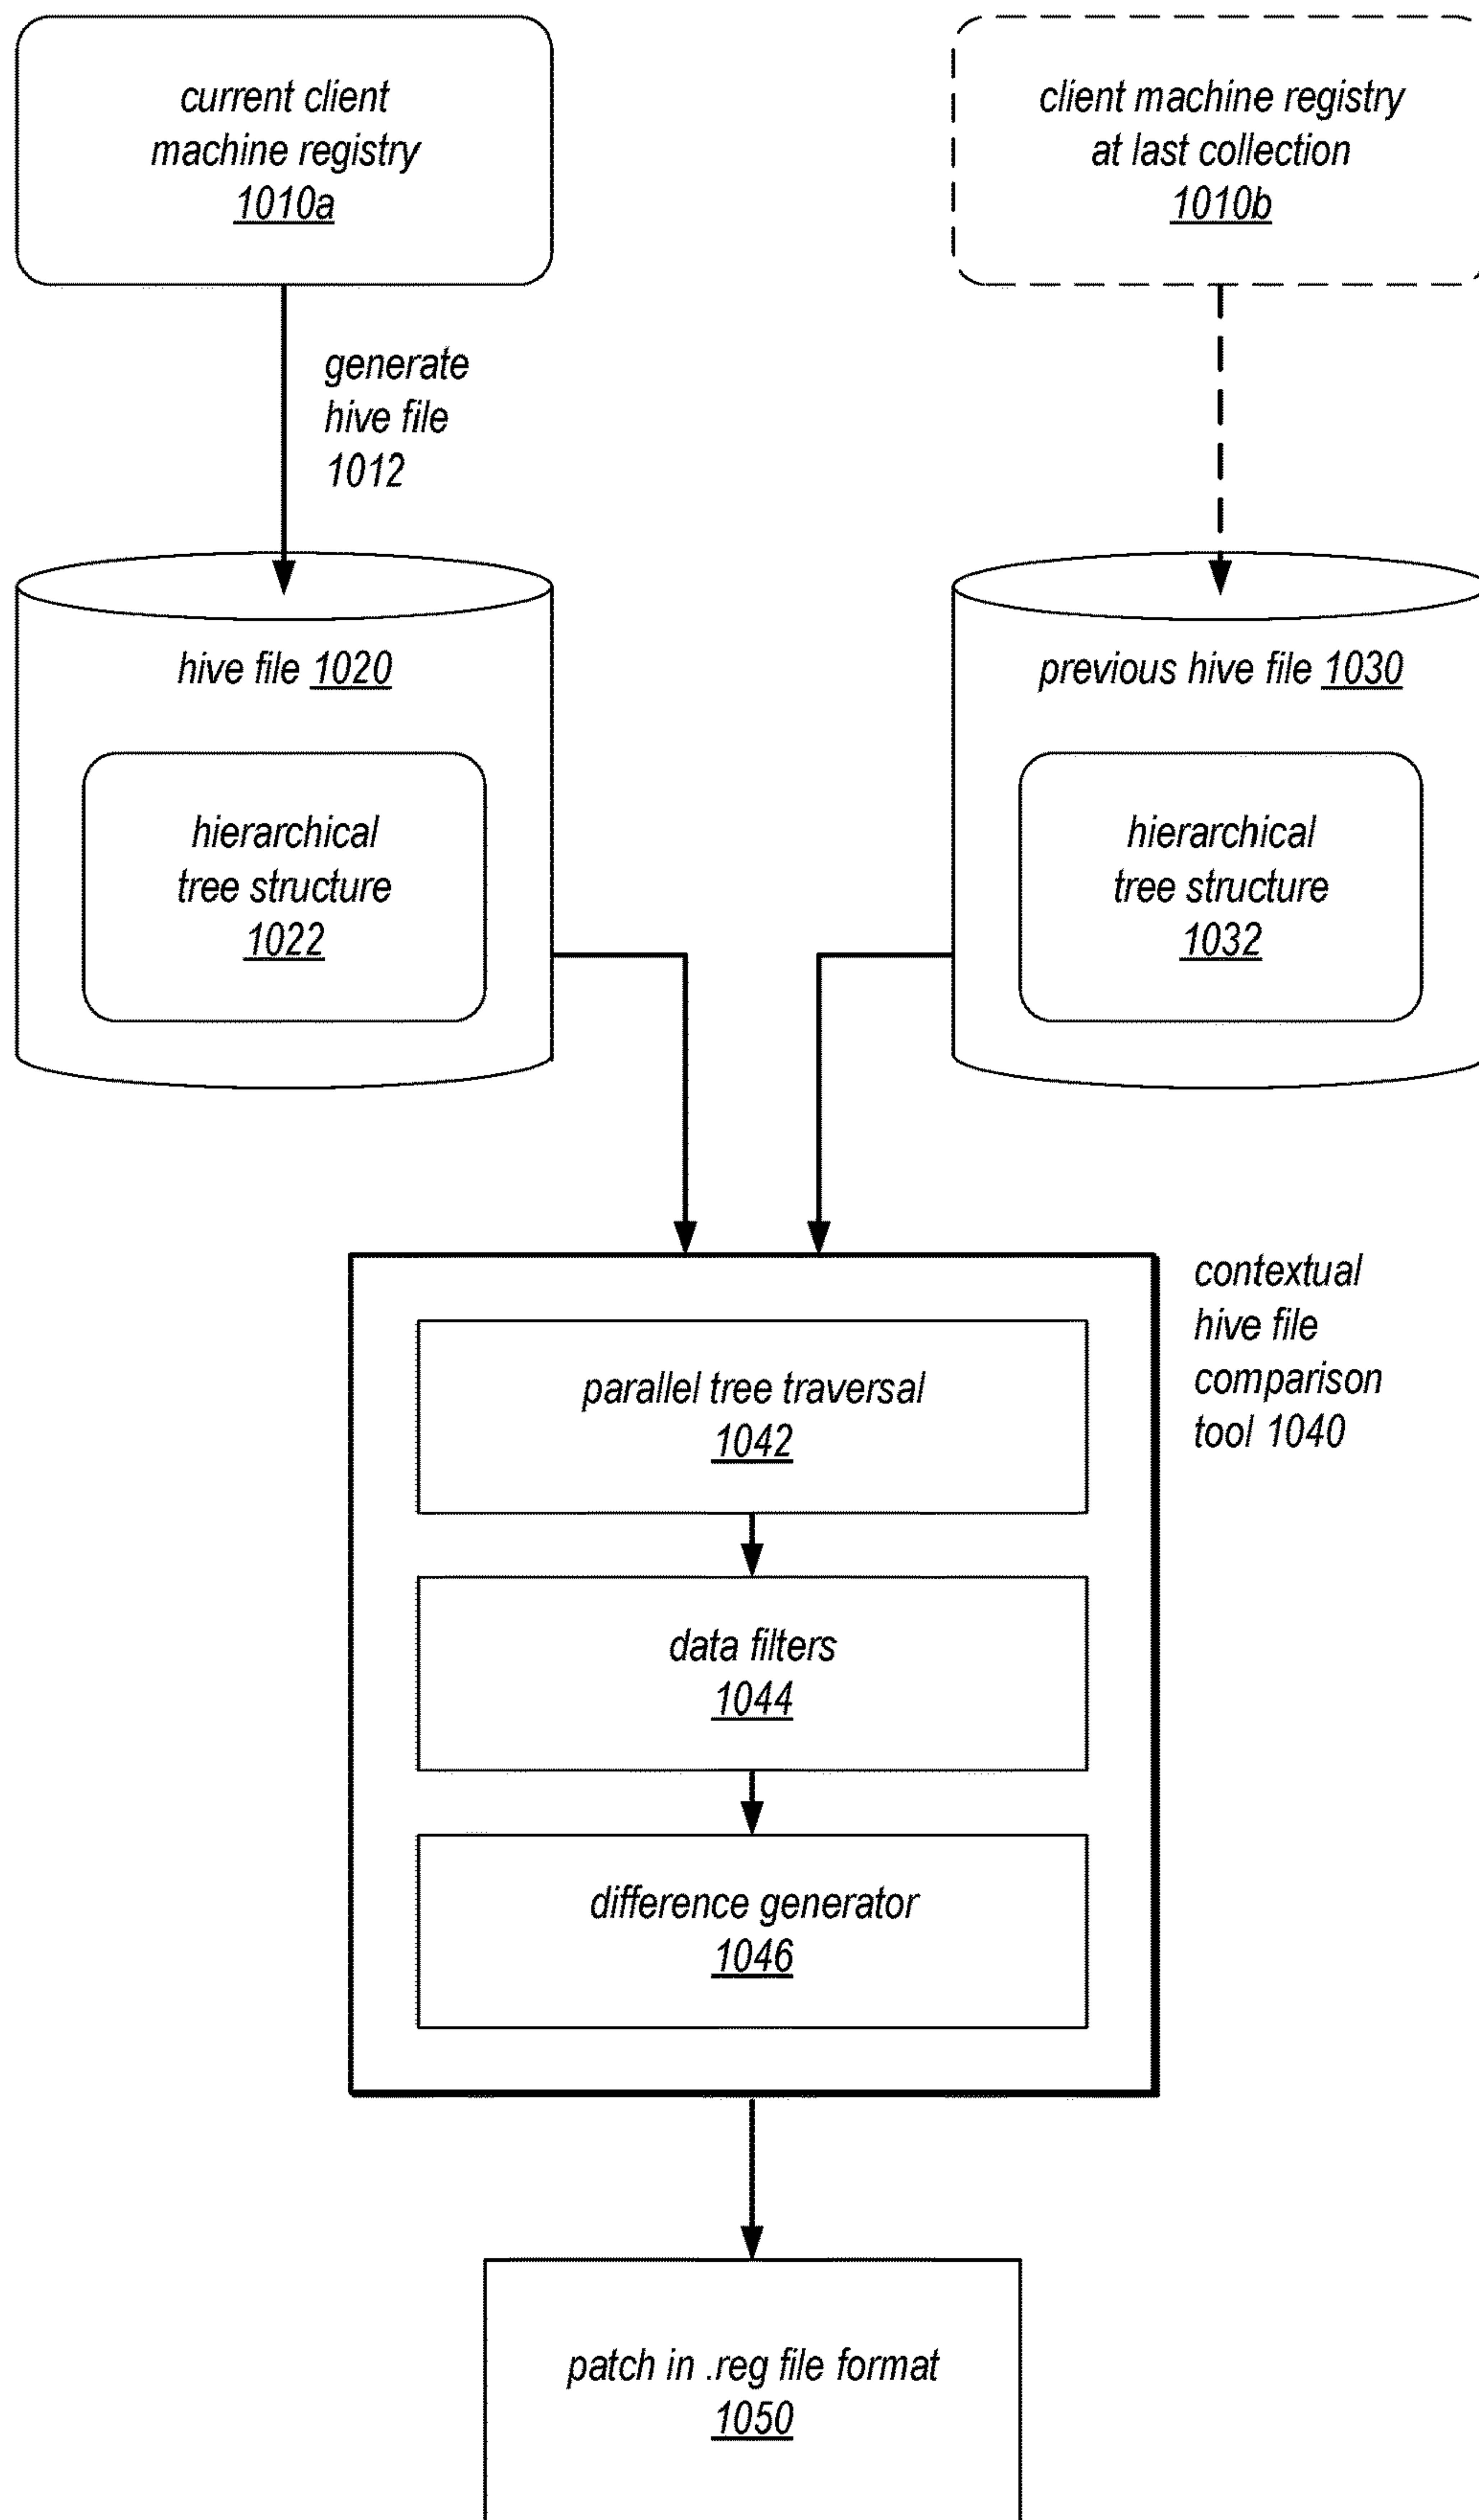 current client
machine registry
1010a
client machine registry
at last collection
1010b
generate
hive file
1012
hive file 1020
previous hive file 1030
hierarchical
tree structure
1022
hierarchical
tree structure
1032
contextual
hive file
comparison
tool 1040
parallel tree traversal
1042
data filters
1044
difference generator
1046
patch in .reg file format
1050